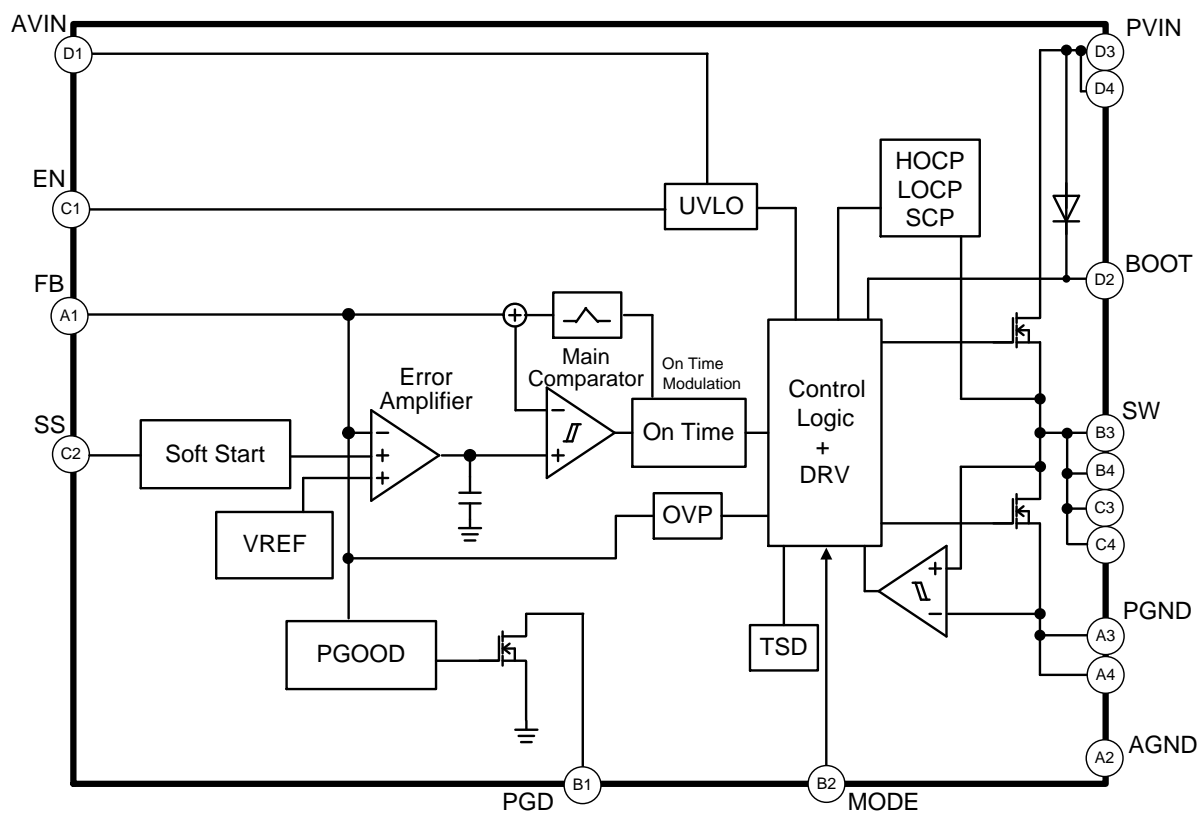 AVIN
PVIN
D1
D3
D4
EN
C1
UVLO
HOCP
LOCP
SCP
FB
A1
BOOT
D2
Main
Comparator
On Time
Modulation
Error
Amplifier
Control
Logic
+
DRV
SS
C2
Soft Start
−
+
+
−
+
On Time
SW
B3
B4
C3
C4
VREF
OVP
+
−
PGOOD
TSD
PGND
A3
A4
AGND
A2
PGD
B1
B2
MODE
+